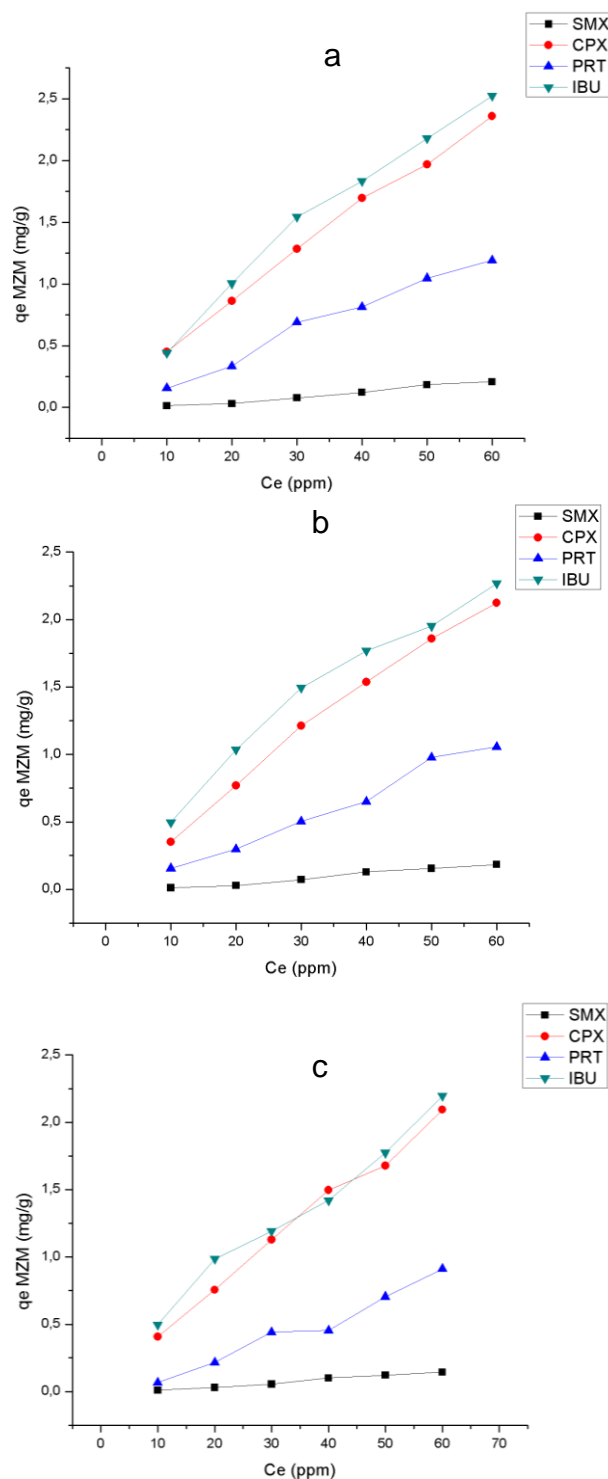 a
SMX
CPX
PRT
IBU
2,5
2,0
1,5
1,0
0,5
0,0
qe MZM (mg/g)
0 10 20 30 40 50 60
Ce (ppm)
b
SMX
CPX
PRT
IBU
2,5
2,0
1,5
1,0
0,5
0,0
qe MZM (mg/g)
0 10 20 30 40 50 60
Ce (ppm)
c
SMX
CPX
PRT
IBU
2,5
2,0
1,5
1,0
0,5
0,0
qe MZM (mg/g)
0 10 20 30 40 50 60 70
Ce (ppm)